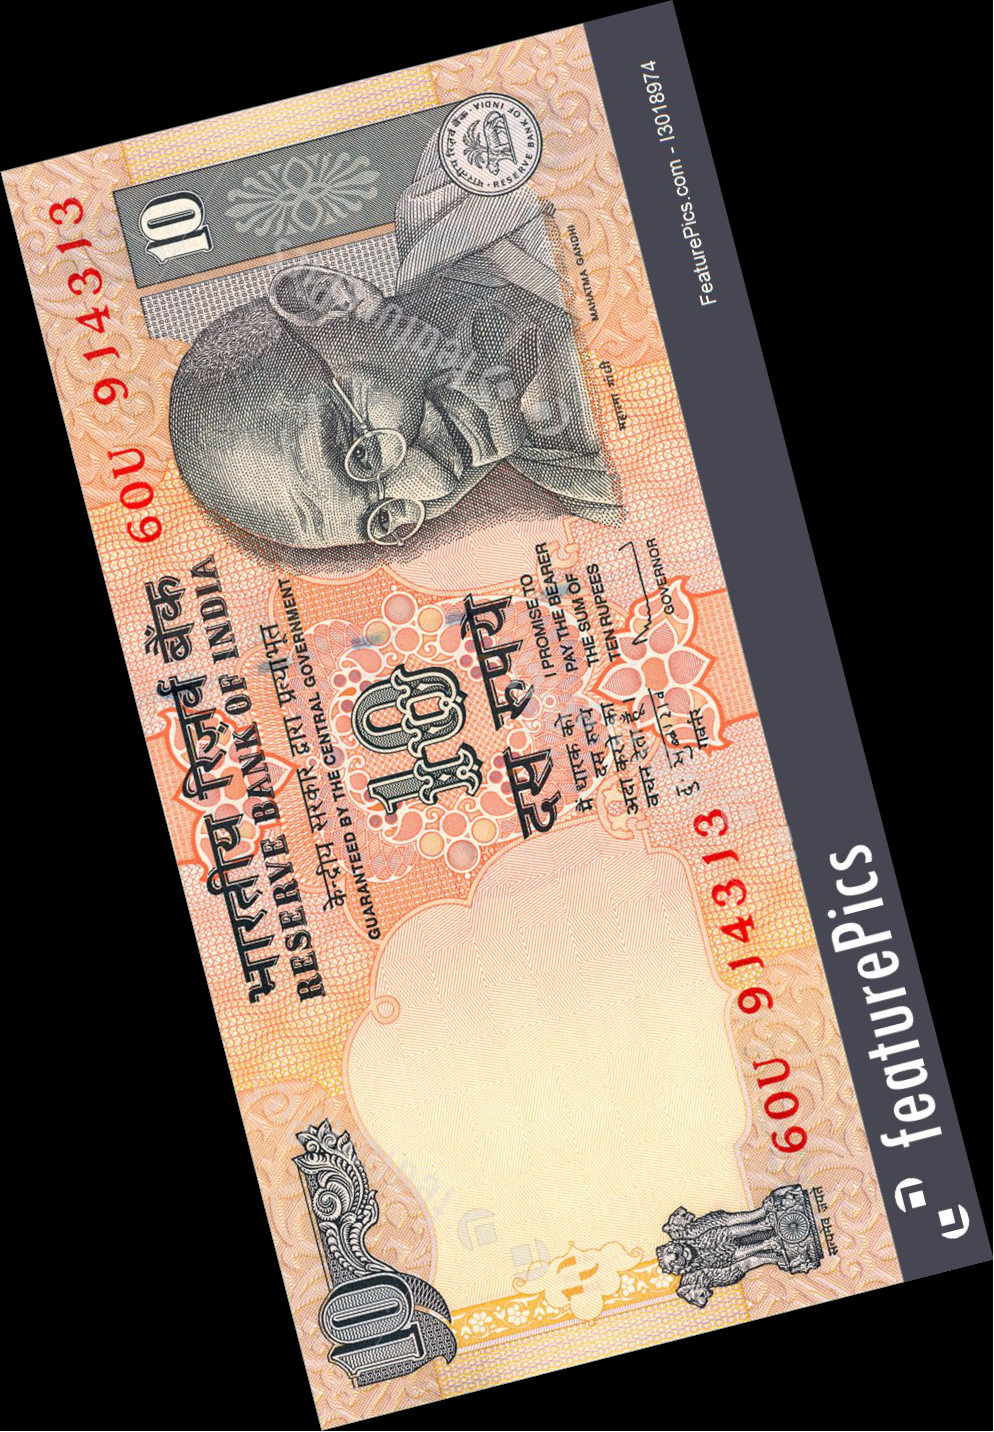 भारतीय रिज़र्व बैंक
RESERVE BANK OF INDIA
केन्द्रीय सरकार द्वारा प्रत्याभूत
GUARANTEED BY THE CENTRAL GOVERNMENT
60U 914313
10
10
10
दस रुपये
मैं धारक को
दस रुपये
अदा करने का
वचन देता हूँ।
गवर्नर
I PROMISE TO
PAY THE BEARER
THE SUM OF
TEN RUPEES
GOVERNOR
महात्मा गांधी
MAHATMA GANDHI
भारतीय रिज़र्व बैंक · RESERVE BANK OF INDIA ·
60U 914313
सत्यमेव जयते
featurePics
FeaturePics.com - I3018974